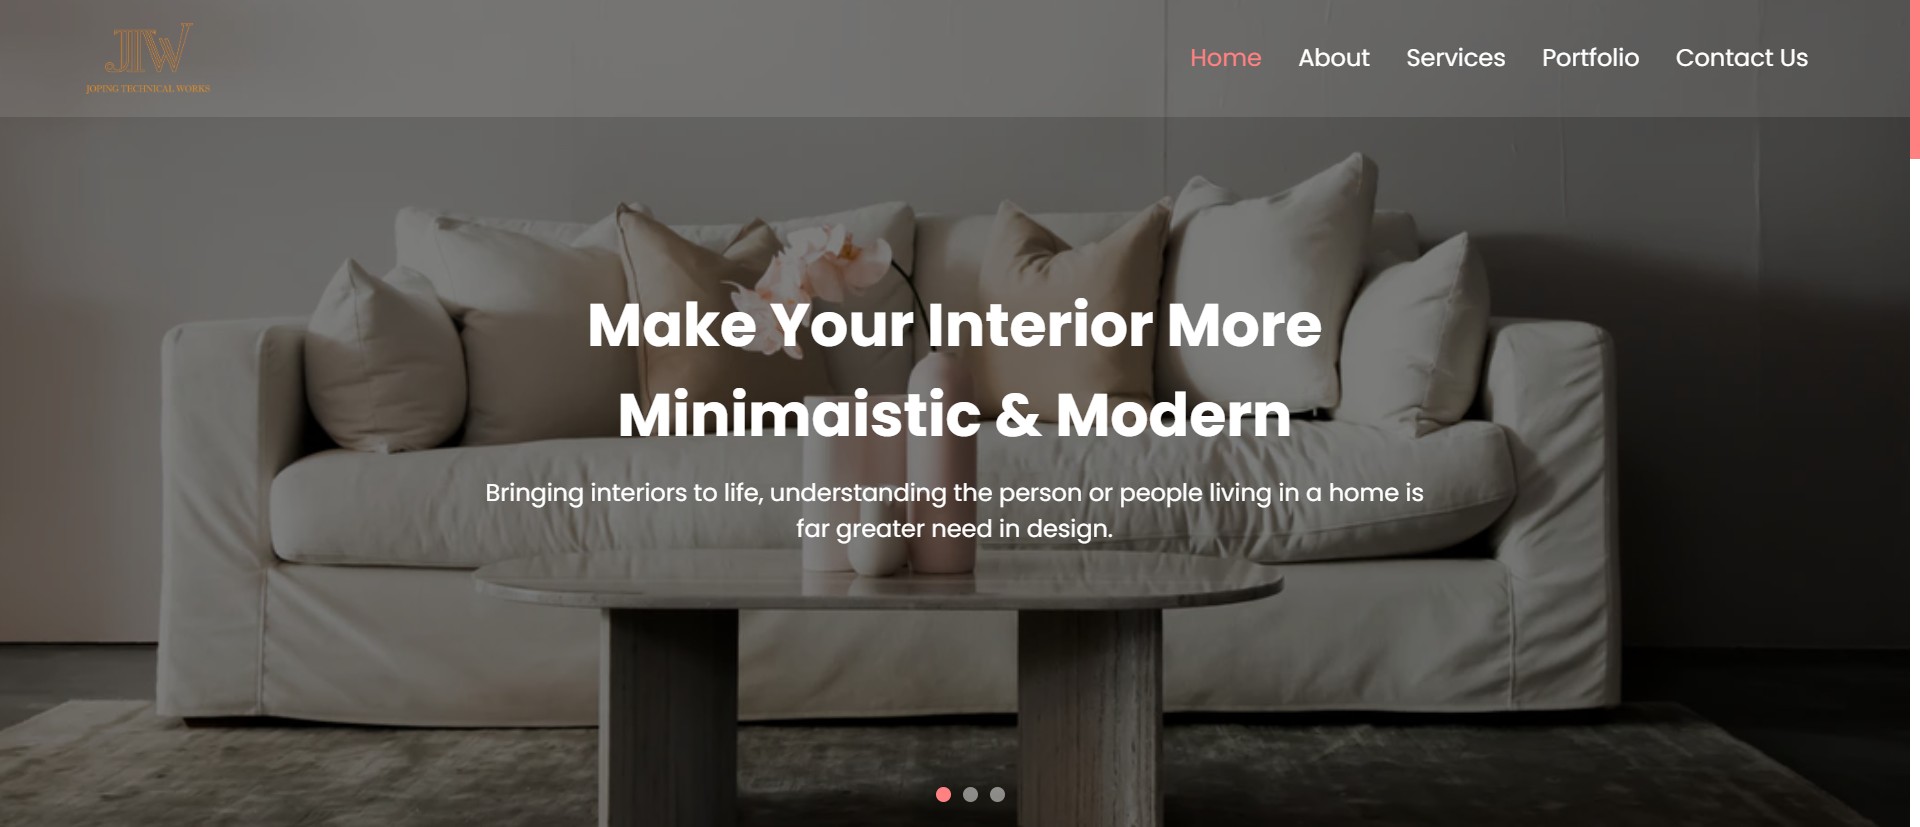 JTW
JOPING TECHNICAL WORKS
Home About Services Portfolio Contact Us
Make Your Interior More
Minimaistic & Modern
Bringing interiors to life, understanding the person or people living in a home is
far greater need in design.